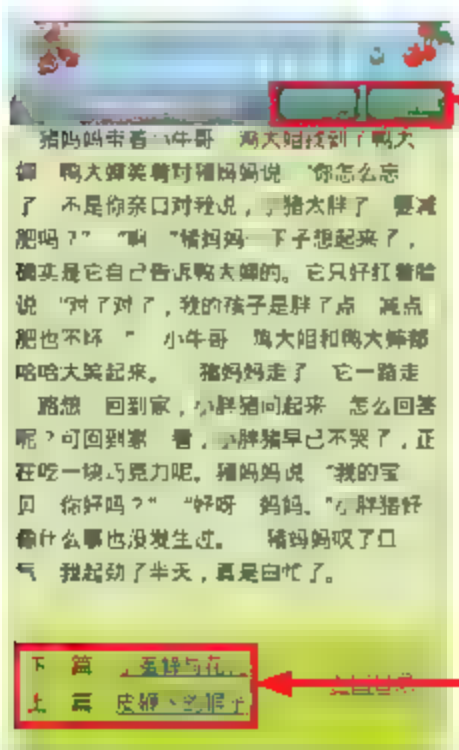 猪妈妈带着小牛哥 鸡大姐找到了鸭大
婶 鸭大婶笑着对猪妈妈说 “你怎么忘
了 不是你亲口对我说，小猪太胖了 要减
肥吗？” “啊 ”猪妈妈一下子想起来了，
确实是它自己告诉鸭大婶的。它只好红着脸
说 “对了对了，我的孩子是胖了点 减点
肥也不坏 ” 小牛哥 鸡大姐和鸭大婶都
哈哈大笑起来。 猪妈妈走了 它一路走
一路想 回到家，小胖猪问起来 怎么回答
呢？可回到家一看，小胖猪早已不哭了，正
在吃一块巧克力呢。猪妈妈说 “我的宝
贝 你好吗？” “好呀 妈妈。”小胖猪好
像什么事也没发生过。 猪妈妈叹了口
气 我起劲了半天，真是白忙了。
下一篇
上一篇